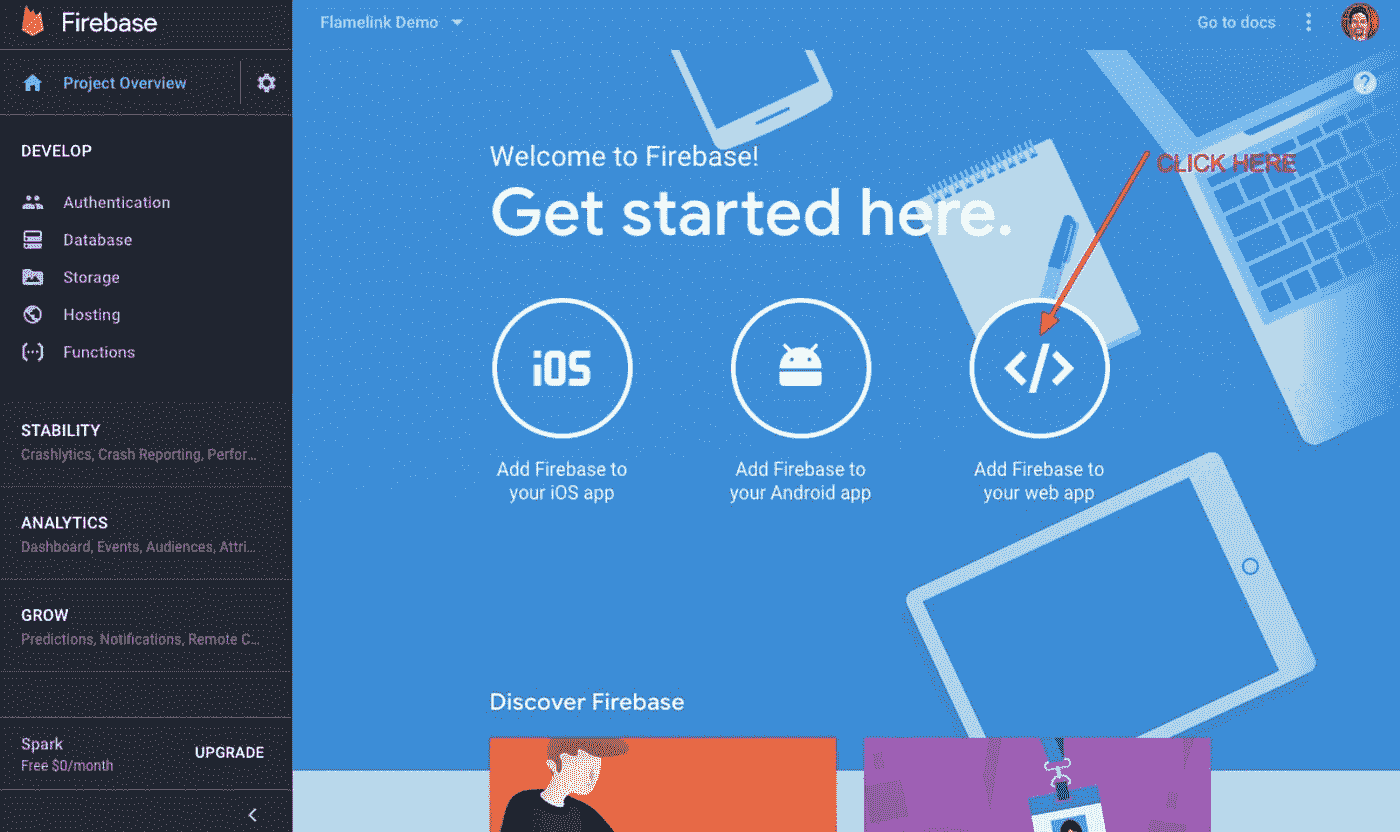 Firebase
Flamelink Demo
Go to docs
Project Overview
?
DEVELOP
Authentication
Database
Storage
Hosting
Functions
STABILITY
Crashlytics, Crash Reporting, Perfor...
ANALYTICS
Dashboard, Events, Audiences, Attri...
GROW
Predictions, Notifications, Remote C...
Spark
Free $0/month
UPGRADE
Welcome to Firebase!
Get started here.
CLICK HERE
iOS
</>
Add Firebase to
your iOS app
Add Firebase to
your Android app
Add Firebase to
your web app
Discover Firebase